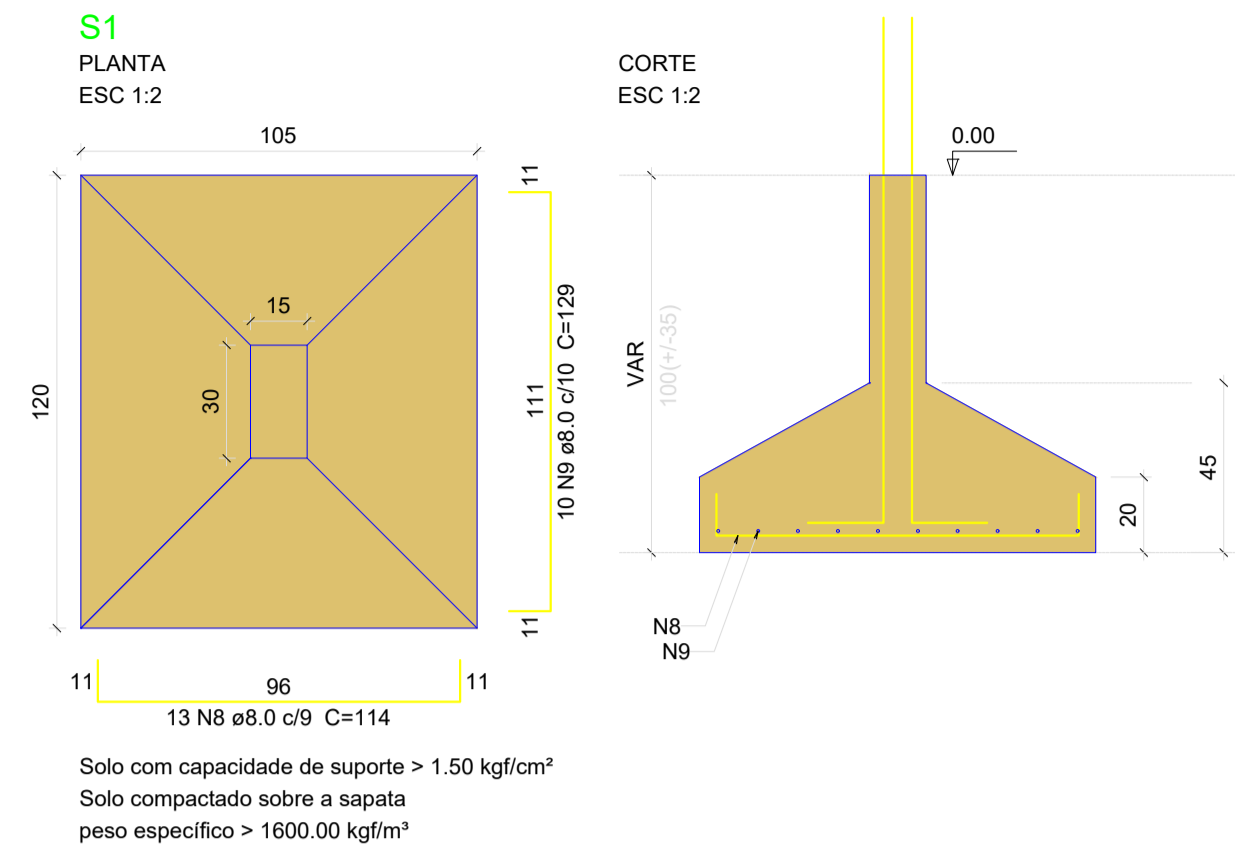 S1
PLANTA
ESC 1:2
105
15
30
120
11
111
11
10 N9 ø8.0 c/10 C=129
11
96
11
13 N8 ø8.0 c/9 C=114
Solo com capacidade de suporte > 1.50 kgf/cm²
Solo compactado sobre a sapata
peso específico > 1600.00 kgf/m³
CORTE
ESC 1:2
0.00
VAR
100(+/-35)
45
20
N8
N9